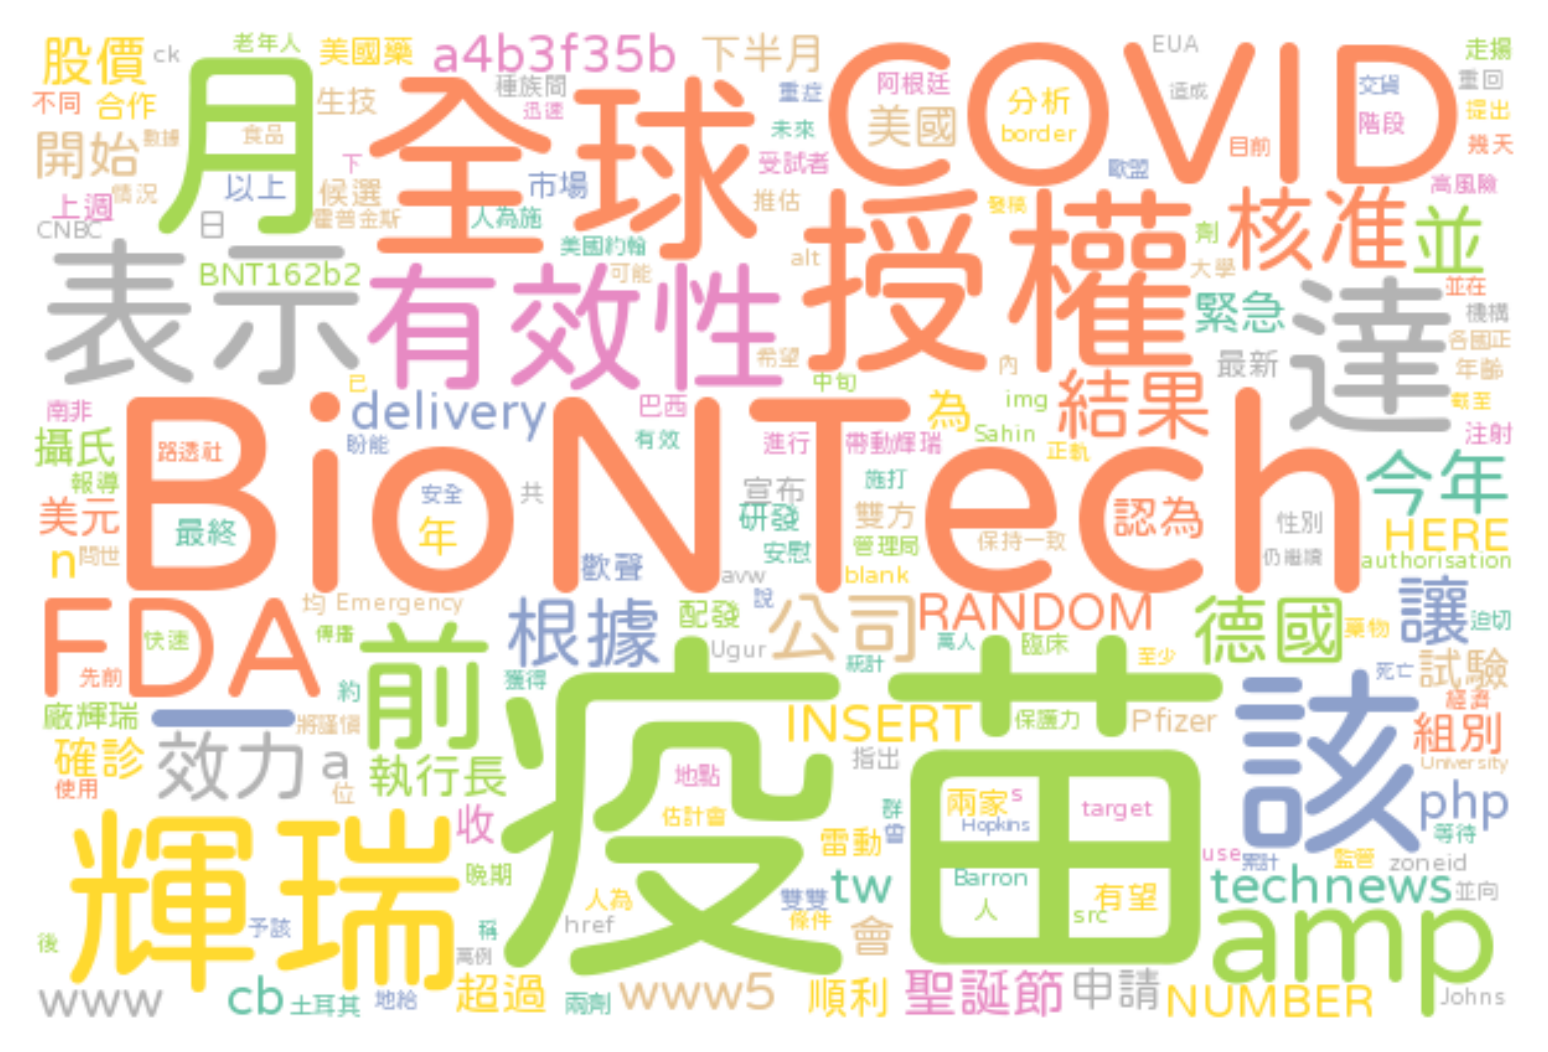 股價
ck
老年人
美國藥
a4b3f35b
下半月
COVID
EUA
走揚
不同
合作
月
食品
數據
生技
全球
種族間
迅速
重症
未來
阿根廷
美國
分析
border
造成
交貨
階段
重回
提出
幾天
開始
上週
情況
以上
下
候選
霍普金斯
市場
人為施
美國約翰
受試者
推估
登稿
歐盟
目前
高風險
CNBC
日
表示
BNT162b2
有效性
可能
alt
授權
劑
大學
核准
並
並在
機構
各國正
年齡
緊急
最新
達
希望
內
已
中旬
截至
南非
攝氏
報導
路透社
BioNTech
delivery
盼能
巴西
有效
進行
帶動輝瑞
為
img
Sahin
正軌
結果
注射
今年
美元
最終
安全
年
共
宣布
研發
安慰
施打
雙方
管理局
保持一致
認為
性別
仍繼續
HERE
authorisation
n
問世
歡聲
avw
blank
說
FDA
快速
先前
均
Emergency
傳播
約
前
根據
獲得
配發
Ugur
公司
統計
RANDOM
萬人
臨床
至少
德國
藥物
讓
迫切
試驗
死亡
經濟
組別
University
廠輝瑞
一
將謹慎
確診
使用
效力
a
位
執行長
疫苗
地點
估計會
INSERT
保護力
Pfizer
指出
該
php
等待
輝瑞
收
晚期
群
曾
雷動
兩家
s
Hopkins
target
use
累計
監管
zoneid
並向
後
予該
稱
萬例
人為
href
雙雙
條件
tw
Barron
人
src
有望
technews
amp
會
www
cb
土耳其
地給
超過
兩劑
www5
順利
聖誕節
申請
NUMBER
Johns